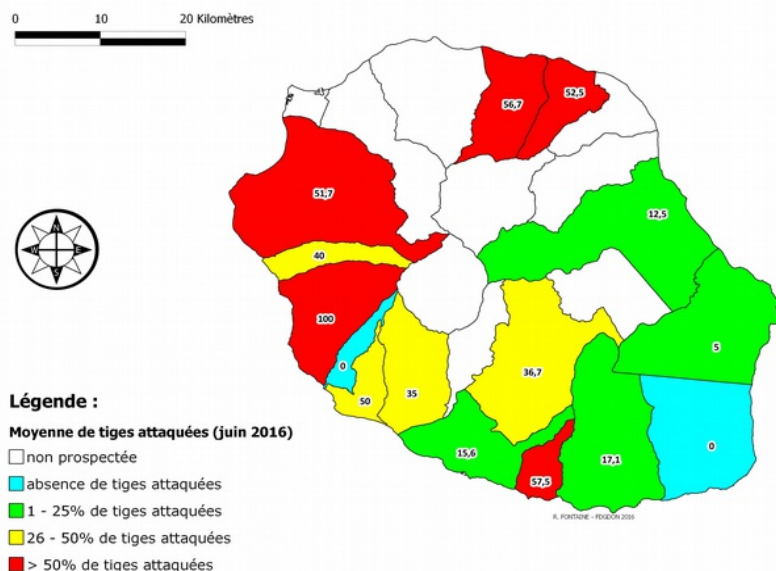 0 10 20 Kilomètres
56,7
52,5
51,7
12,5
40
100
5
0
36,7
50
35
0
15,6
17,1
57,5
N
W E
S
Légende :
Moyenne de tiges attaquées (juin 2016)
non prospectée
absence de tiges attaquées
1 - 25% de tiges attaquées
26 - 50% de tiges attaquées
> 50% de tiges attaquées
R. FONTAINE - FDGDON 2016